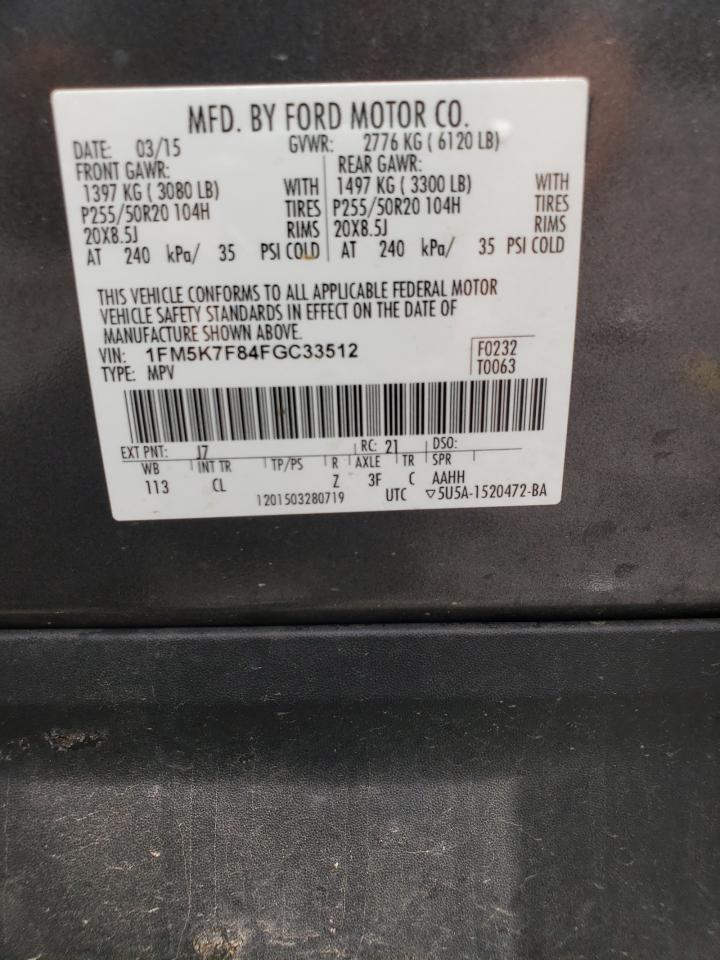 MFD. BY FORD MOTOR CO.
DATE: 03/15 GVWR: 2776 KG ( 6120 LB)
FRONT GAWR: REAR GAWR:
1397 KG ( 3080 LB) WITH 1497 KG ( 3300 LB) WITH
P255/50R20 104H TIRES P255/50R20 104H TIRES
20X8.5J RIMS 20X8.5J RIMS
AT 240 kPa/ 35 PSI COLD AT 240 kPa/ 35 PSI COLD
THIS VEHICLE CONFORMS TO ALL APPLICABLE FEDERAL MOTOR
VEHICLE SAFETY STANDARDS IN EFFECT ON THE DATE OF
MANUFACTURE SHOWN ABOVE.
VIN: 1FM5K7F84FGC33512 F0232
TYPE: MPV T0063
EXT PNT: J7 RC: 21 DSO:
WB INT TR TP/PS R AXLE TR SPR
113 CL Z 3F C AAHH
1201503280719 UTC ▽5U5A-1520472-BA